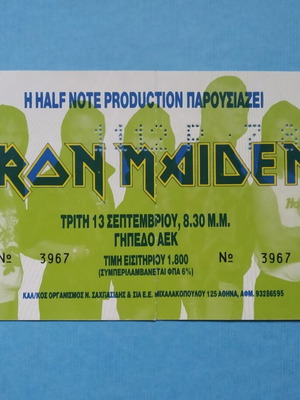 Η HALF NOTE PRODUCTION ΠΑΡΟΥΣΙΑΖΕΙ
IRON MAIDEN
ΤΡΙΤΗ 13 ΣΕΠΤΕΜΒΡΙΟΥ, 8.30 Μ.Μ.
ΓΗΠΕΔΟ ΑΕΚ
№ 3967 № 3967
ΤΙΜΗ ΕΙΣΙΤΗΡΙΟΥ 1.800
(ΣΥΜΠΕΡΙΛΑΜΒΑΝΕΤΑΙ ΦΠΑ 6%)
ΚΑΛ/ΚΟΣ ΟΡΓΑΝΙΣΜΟΣ Ν. ΣΑΧΠΑΣΙΔΗΣ & ΣΙΑ Ε.Ε. ΜΙΧΑΛΑΚΟΠΟΥΛΟΥ 125 ΑΘΗΝΑ, ΑΦΜ. 93286595